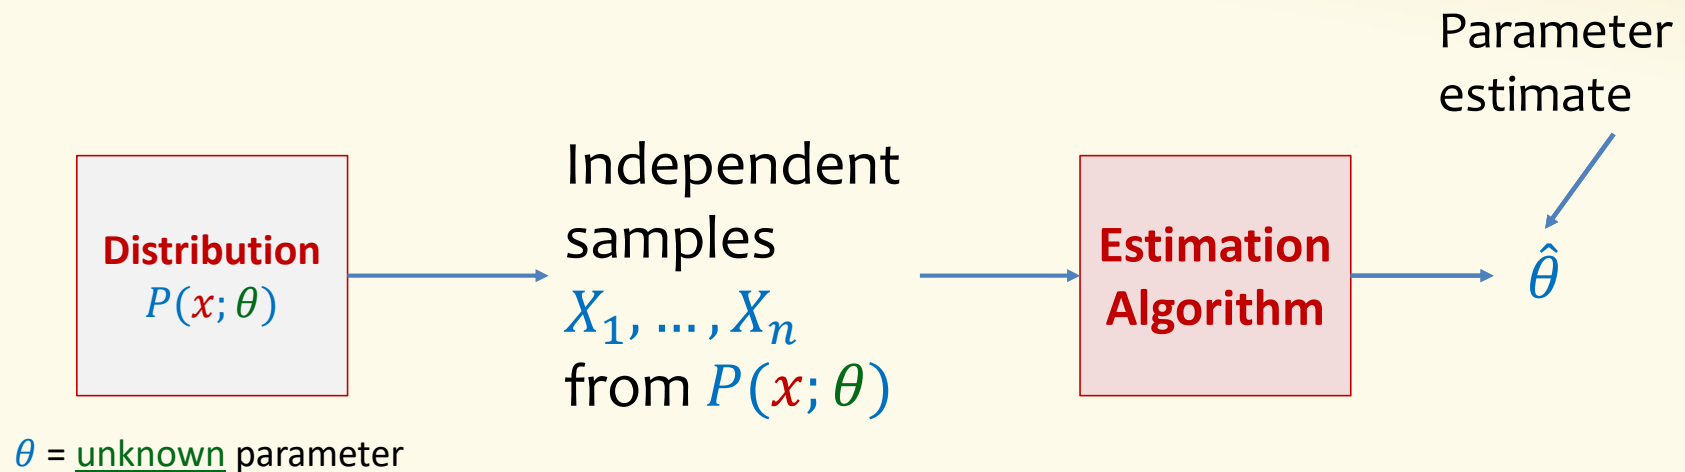 Parameter
estimate
Distribution
P(x; θ)
Independent
samples
X₁, … , Xₙ
from P(x; θ)
Estimation
Algorithm
θ̂
θ = unknown parameter